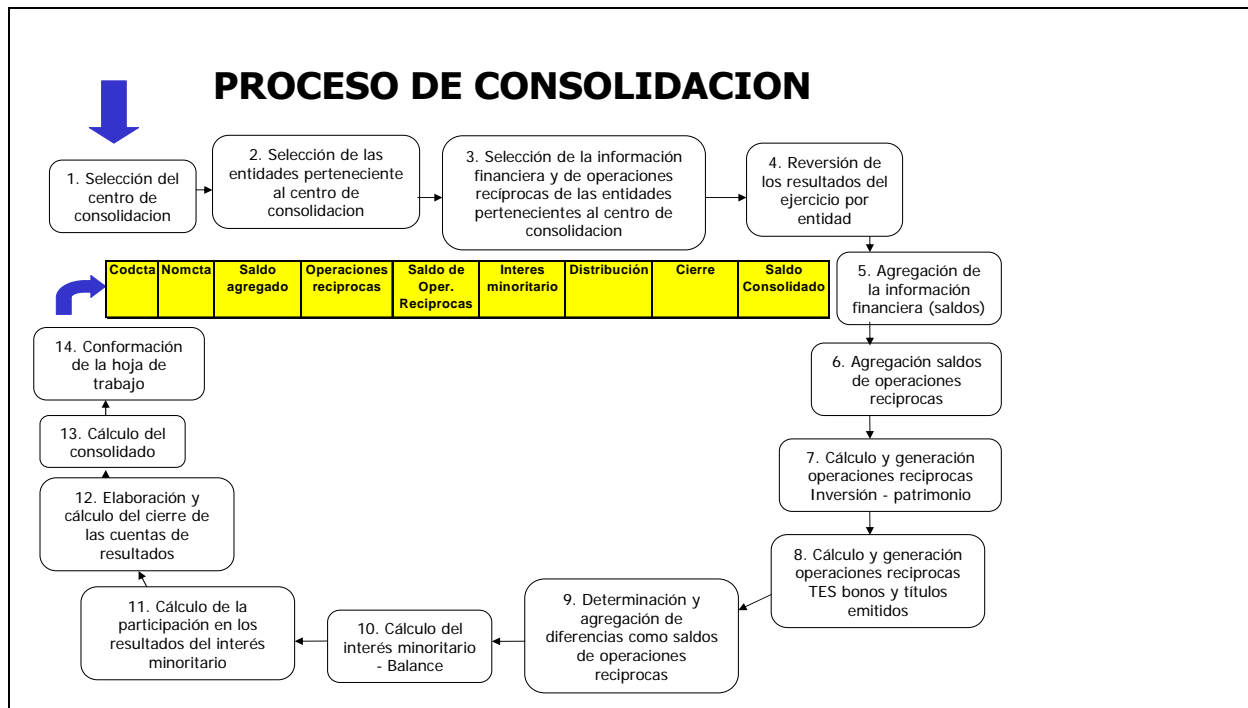 PROCESO DE CONSOLIDACION
1. Selección del
centro de
consolidacion
2. Selección de las
entidades perteneciente
al centro de
consolidacion
3. Selección de la información
financiera y de operaciones
recíprocas de las entidades
pertenecientes al centro de
consolidacion
4. Reversión de
los resultados del
ejercicio por
entidad
Codcta
Nomcta
Saldo
agregado
Operaciones
reciprocas
Saldo de
Oper.
Reciprocas
Interes
minoritario
Distribución
Cierre
Saldo
Consolidado
5. Agregación de
la información
financiera (saldos)
6. Agregación saldos
de operaciones
reciprocas
7. Cálculo y generación
operaciones reciprocas
Inversión - patrimonio
8. Cálculo y generación
operaciones reciprocas
TES bonos y títulos
emitidos
9. Determinación y
agregación de
diferencias como saldos
de operaciones
reciprocas
10. Cálculo del
interés minoritario
- Balance
11. Cálculo de la
participación en los
resultados del interés
minoritario
12. Elaboración y
cálculo del cierre de
las cuentas de
resultados
13. Cálculo del
consolidado
14. Conformación
de la hoja de
trabajo